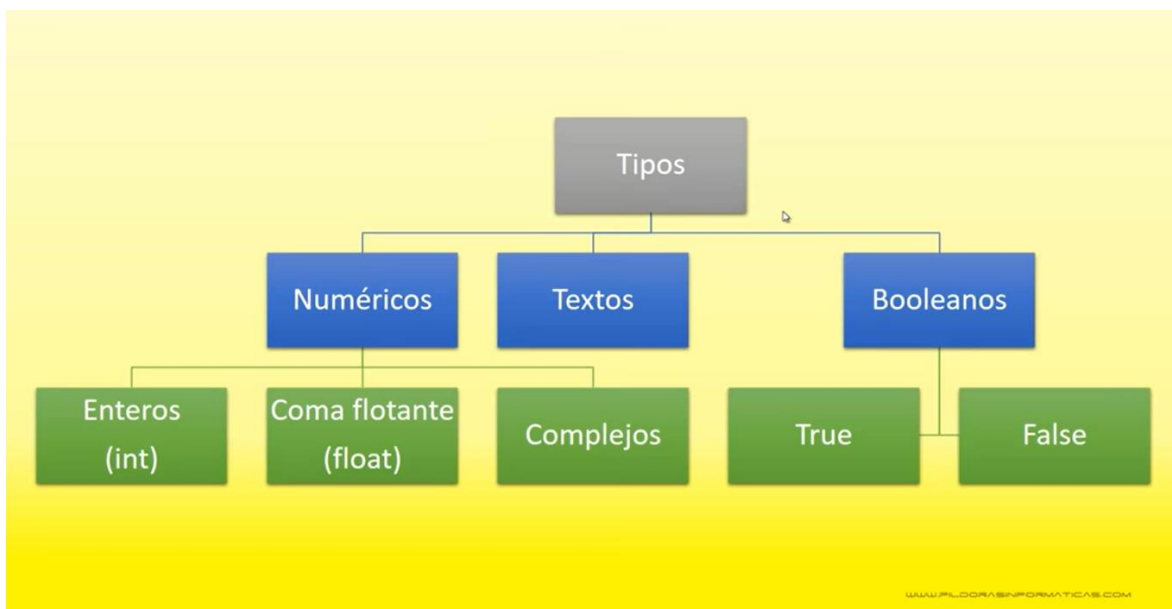 Tipos
Numéricos
Textos
Booleanos
Enteros
(int)
Coma flotante
(float)
Complejos
True
False
WWW.PILDORASINFORMATICAS.COM